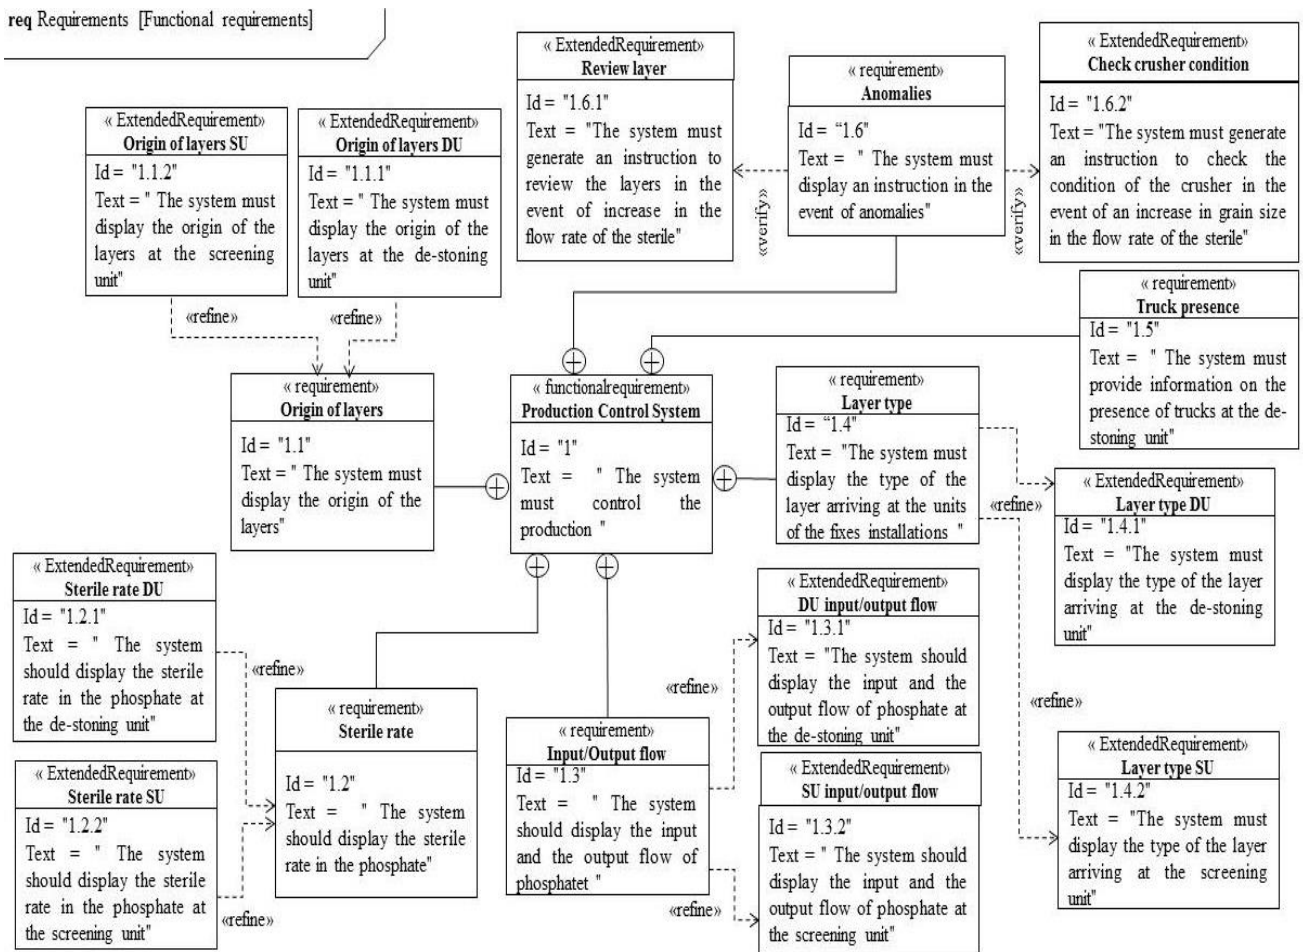 req Requirements [Functional requirements]
« ExtendedRequirement»
Review layer
Id = "1.6.1"
Text = "The system must
generate an instruction to
review the layers in the
event of increase in the
flow rate of the sterile"
« requirement»
Anomalies
Id = “1.6"
Text = " The system must
display an instruction in the
event of anomalies"
« ExtendedRequirement»
Check crusher condition
Id = "1.6.2"
Text = "The system must generate
an instruction to check the
condition of the crusher in the
event of an increase in grain size
in the flow rate of the sterile"
«verify»
«verify»
« ExtendedRequirement»
Origin of layers SU
Id = "1.1.2"
Text = " The system must
display the origin of the
layers at the screening
unit"
« ExtendedRequirement»
Origin of layers DU
Id = "1.1.1"
Text = " The system must
display the origin of the
layers at the de-stoning
unit"
«refine»
«refine»
« requirement»
Truck presence
Id = "1.5"
Text = " The system must
provide information on the
presence of trucks at the de-
stoning unit"
« requirement»
Origin of layers
Id = "1.1"
Text = " The system must
display the origin of the
layers"
« functionalrequirement»
Production Control System
Id = "1"
Text = " The system
must control the
production "
« requirement»
Layer type
Id = “1.4"
Text = "The system must
display the type of the
layer arriving at the units
of the fixes installations "
«refine»
« ExtendedRequirement»
Layer type DU
Id = "1.4.1"
Text = "The system must
display the type of the layer
arriving at the de-stoning
unit"
« ExtendedRequirement»
Sterile rate DU
Id = "1.2.1"
Text = " The system
should display the sterile
rate in the phosphate at
the de-stoning unit"
«refine»
« requirement»
Sterile rate
Id = "1.2"
Text = " The system
should display the sterile
rate in the phosphate"
« requirement»
Input/Output flow
Id = "1.3"
Text = " The system
should display the input
and the output flow of
phosphatet "
«refine»
« ExtendedRequirement»
DU input/output flow
Id = "1.3.1"
Text = "The system should
display the input and the
output flow of phosphate at
the de-stoning unit"
«refine»
« ExtendedRequirement»
Sterile rate SU
Id = "1.2.2"
Text = " The system
should display the sterile
rate in the phosphate at
the screening unit"
«refine»
«refine»
« ExtendedRequirement»
SU input/output flow
Id = "1.3.2"
Text = " The system should
display the input and the
output flow of phosphate at
the screening unit"
« ExtendedRequirement»
Layer type SU
Id = "1.4.2"
Text = "The system must
display the type of the layer
arriving at the screening
unit"